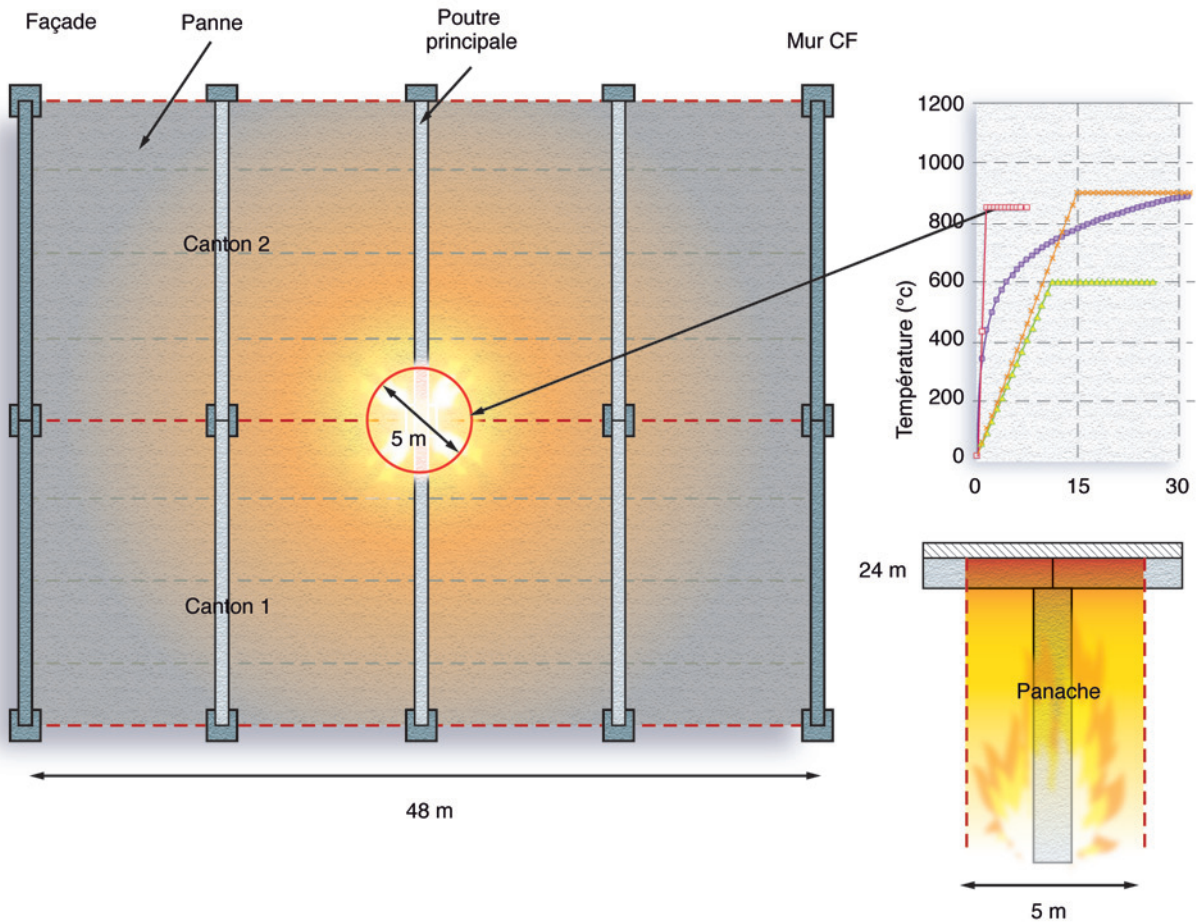 Façade
Panne
Poutre
principale
Mur CF
Canton 2
5 m
Canton 1
48 m
1200
1000
800
600
400
200
0
Température (°c)
0
15
30
24 m
Panache
5 m